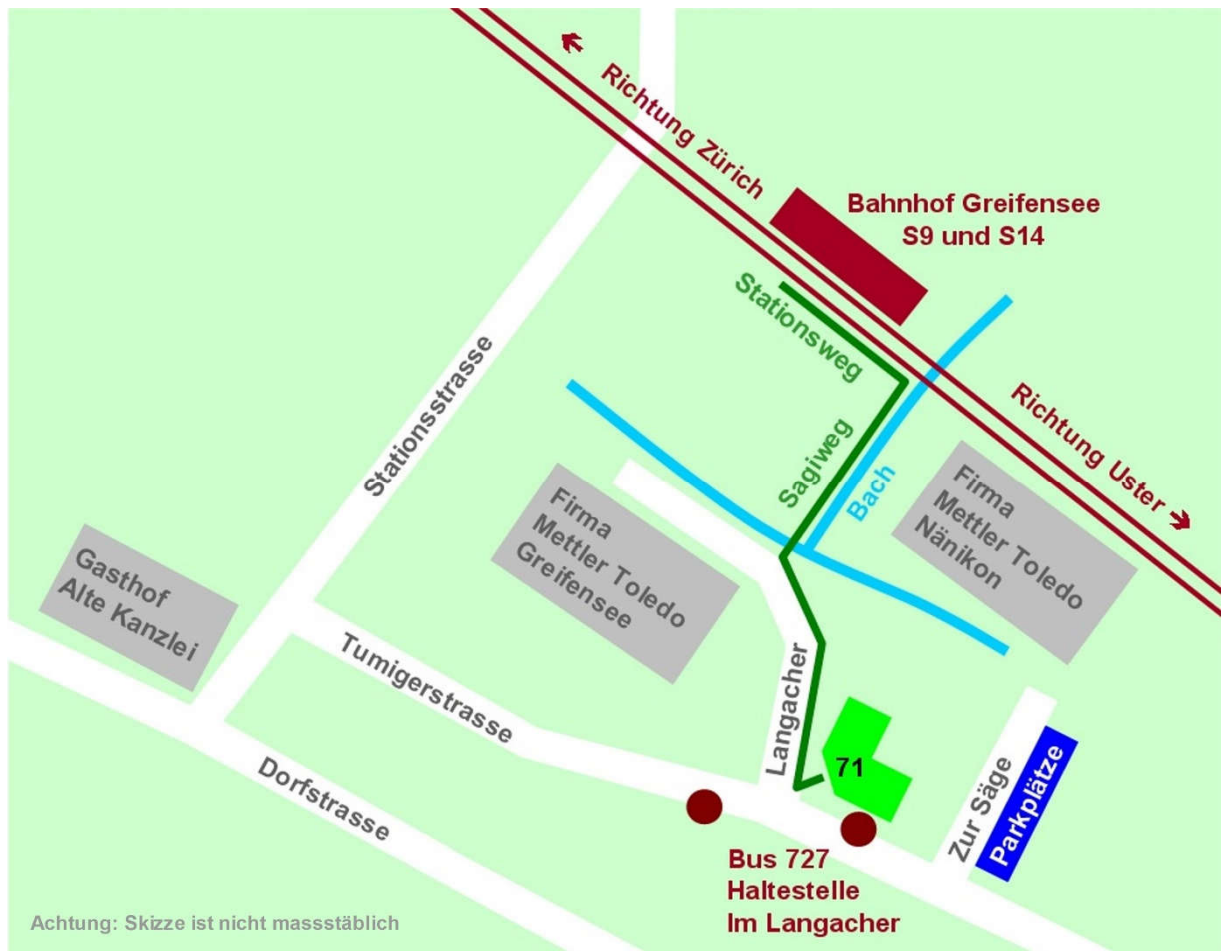 Richtung Zürich
Bahnhof Greifensee
S9 und S14
Stationsweg
Stationsstrasse
Sagiweg
Bach
Richtung Uster
Firma
Mettler Toledo
Greifensee
Firma
Mettler Toledo
Nänikon
Gasthof
Alte Kanzlei
Tumigerstrasse
Langacher
71
Dorfstrasse
Zur Säge
Parkplätze
Bus 727
Haltestelle
Im Langacher
Achtung: Skizze ist nicht massstäblich